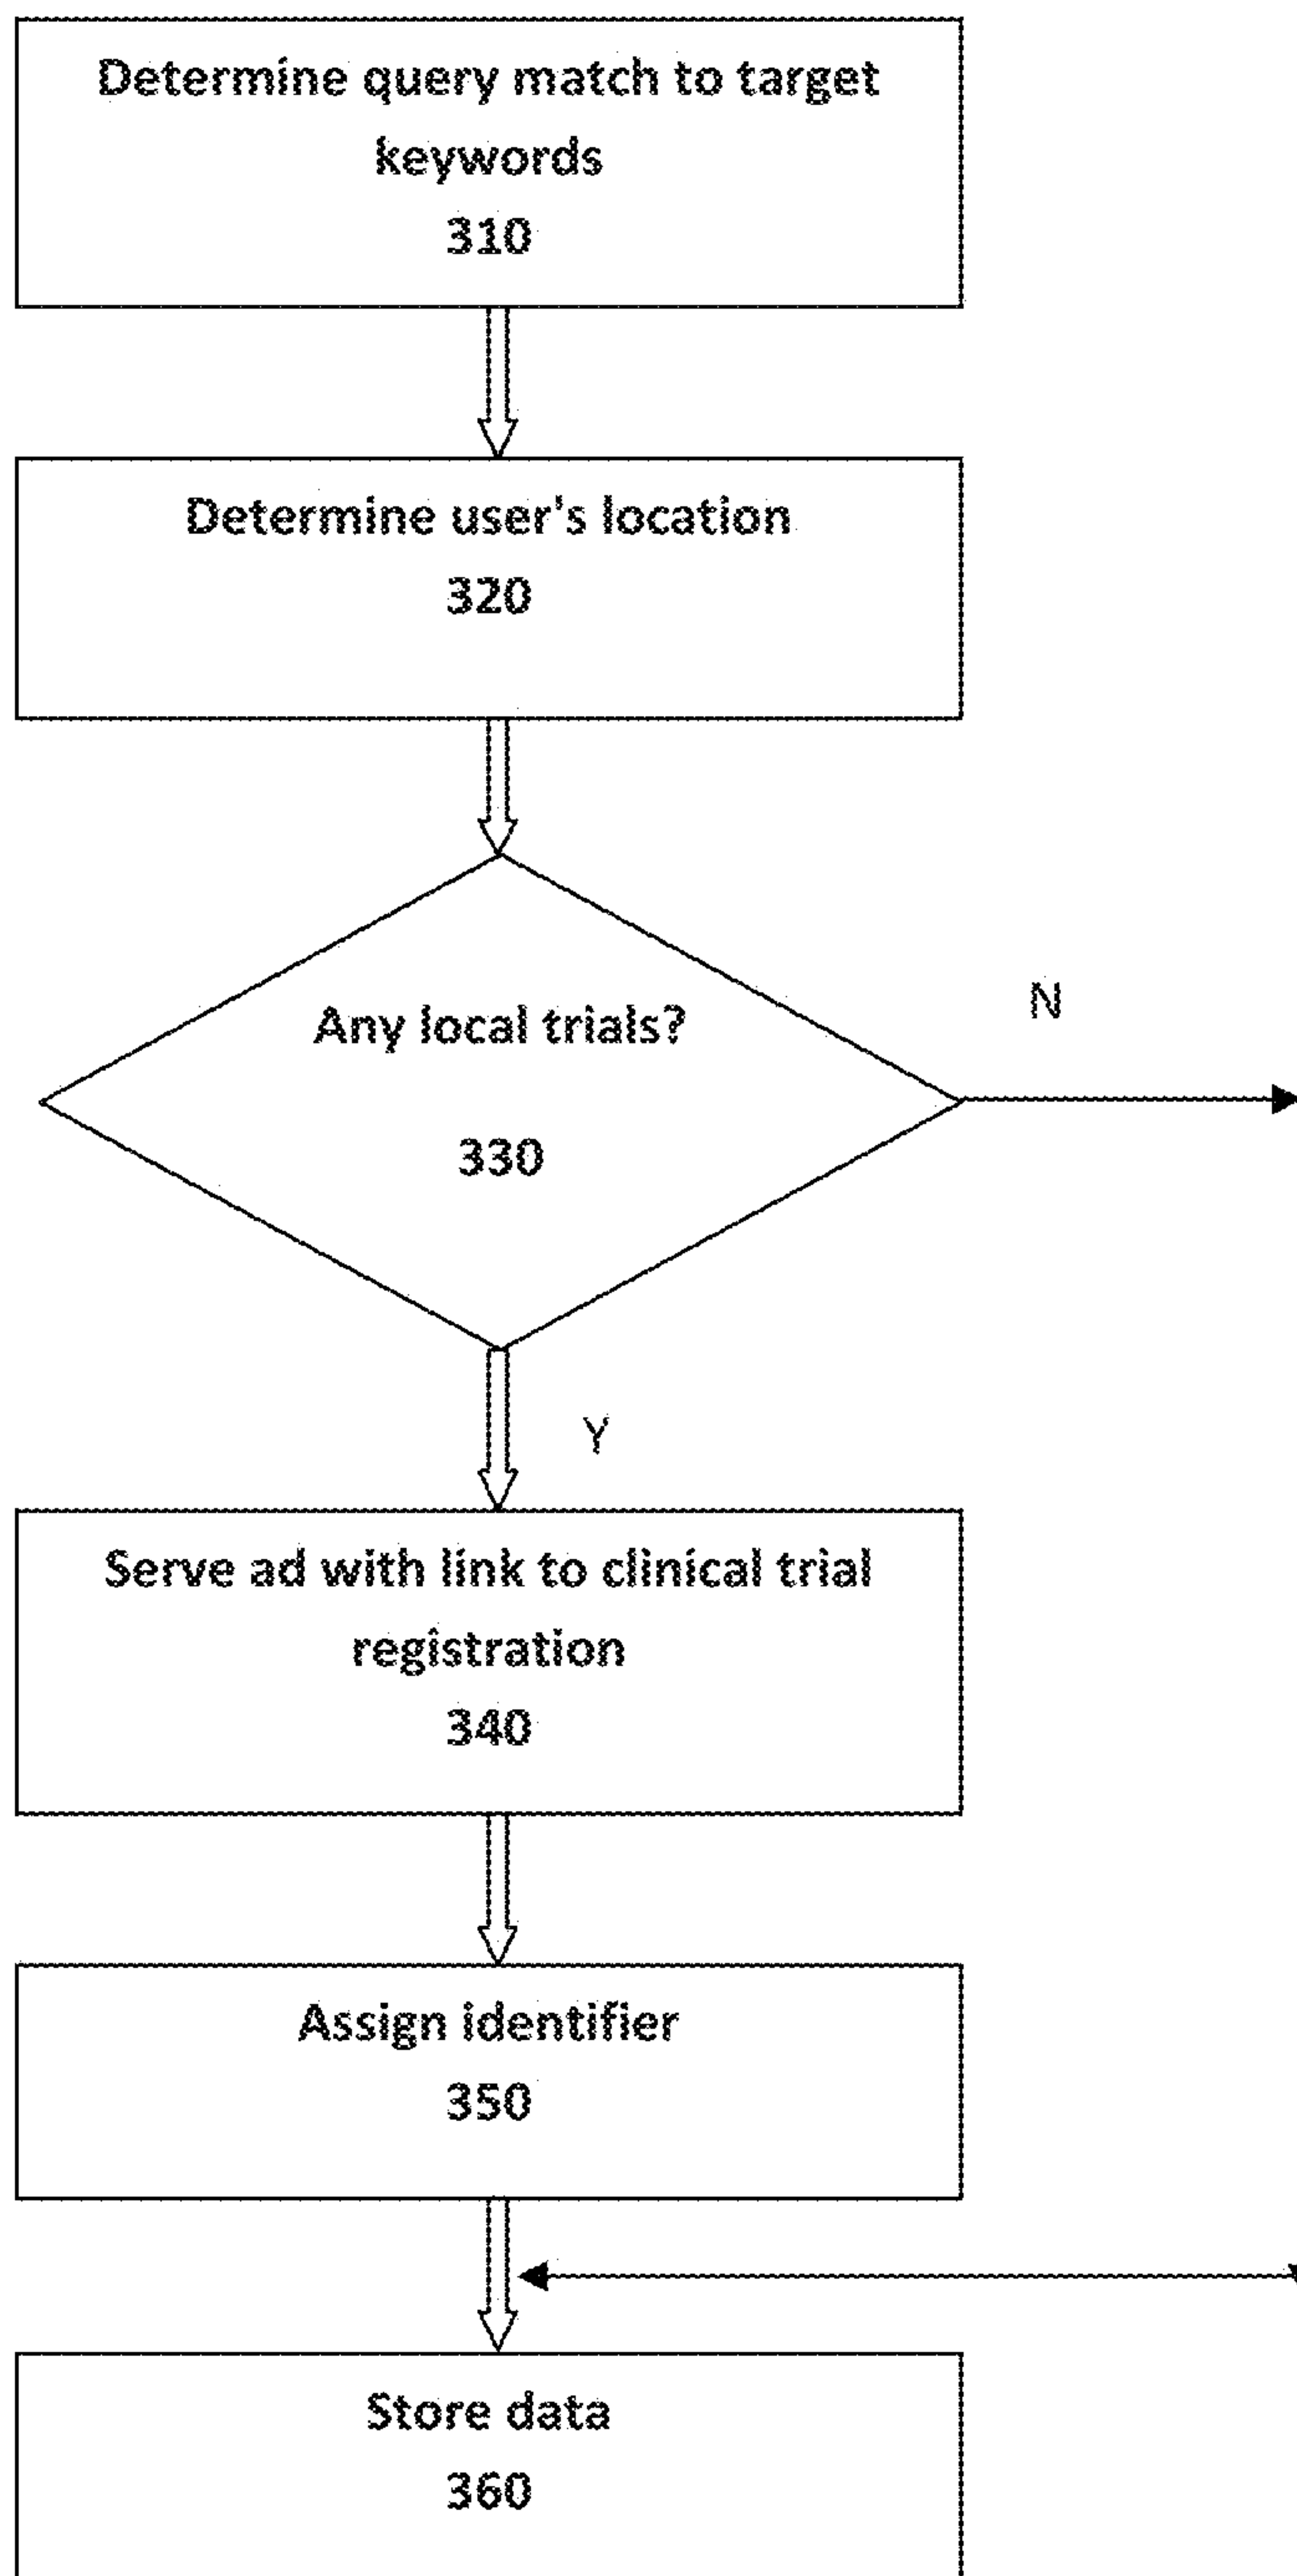 Determine query match to target
keywords
310
Determine user's location
320
Any local trials?
N
330
Y
Serve ad with link to clinical trial
registration
340
Assign identifier
350
Store data
360